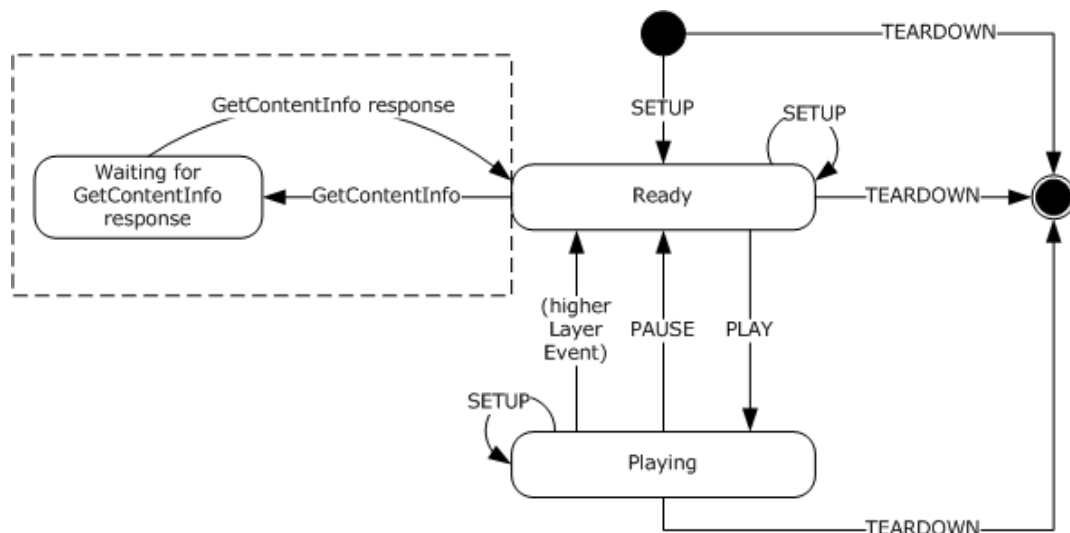 TEARDOWN
GetContentInfo response
SETUP
SETUP
Waiting for
GetContentInfo
response
GetContentInfo
Ready
TEARDOWN
(higher
Layer
Event)
PAUSE
PLAY
SETUP
Playing
TEARDOWN